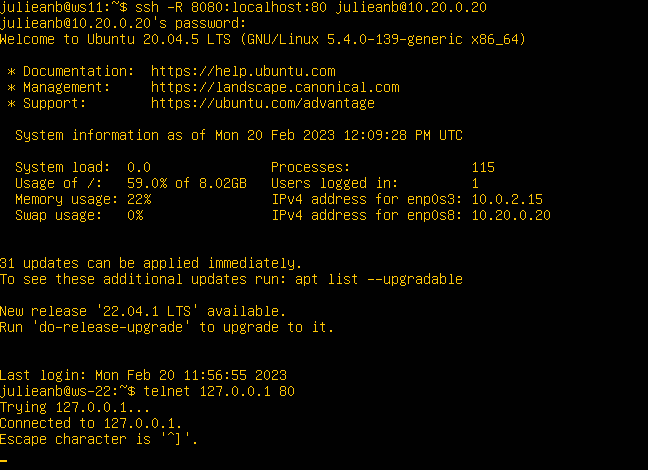 julieanb@ws11:~$ ssh -R 8080:localhost:80 julieanb@10.20.0.20
julieanb@10.20.0.20's password:
Welcome to Ubuntu 20.04.5 LTS (GNU/Linux 5.4.0-139-generic x86_64)
* Documentation: https://help.ubuntu.com
* Management: https://landscape.canonical.com
* Support: https://ubuntu.com/advantage
System information as of Mon 20 Feb 2023 12:09:28 PM UTC
System load: 0.0 Processes: 115
Usage of /: 59.0% of 8.02GB Users logged in: 1
Memory usage: 22% IPv4 address for enp0s3: 10.0.2.15
Swap usage: 0% IPv4 address for enp0s8: 10.20.0.20
31 updates can be applied immediately.
To see these additional updates run: apt list --upgradable
New release '22.04.1 LTS' available.
Run 'do-release-upgrade' to upgrade to it.
Last login: Mon Feb 20 11:56:55 2023
julieanb@ws-22:~$ telnet 127.0.0.1 80
Trying 127.0.0.1...
Connected to 127.0.0.1.
Escape character is '^]'.